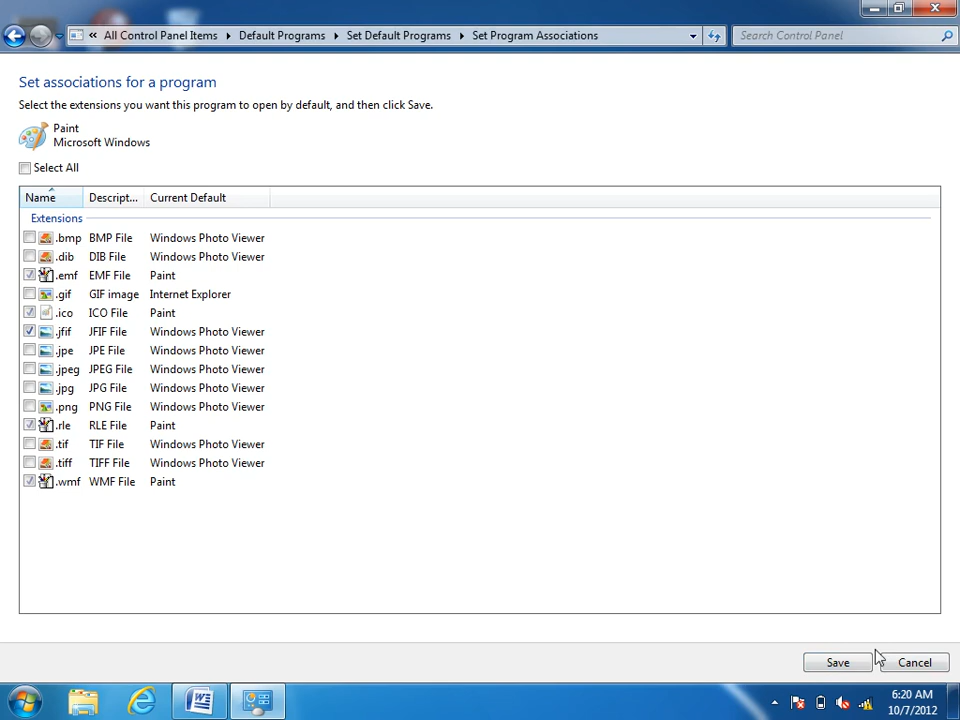 « All Control Panel Items Default Programs Set Default Programs Set Program Associations Search Control Panel
Set associations for a program
Select the extensions you want this program to open by default, and then click Save.
Paint
Microsoft Windows
Select All
Name Descript... Current Default
Extensions
.bmp BMP File Windows Photo Viewer
.dib DIB File Windows Photo Viewer
.emf EMF File Paint
.gif GIF image Internet Explorer
.ico ICO File Paint
.jfif JFIF File Windows Photo Viewer
.jpe JPE File Windows Photo Viewer
.jpeg JPEG File Windows Photo Viewer
.jpg JPG File Windows Photo Viewer
.png PNG File Windows Photo Viewer
.rle RLE File Paint
.tif TIF File Windows Photo Viewer
.tiff TIFF File Windows Photo Viewer
.wmf WMF File Paint
Save Cancel
6:20 AM
10/7/2012